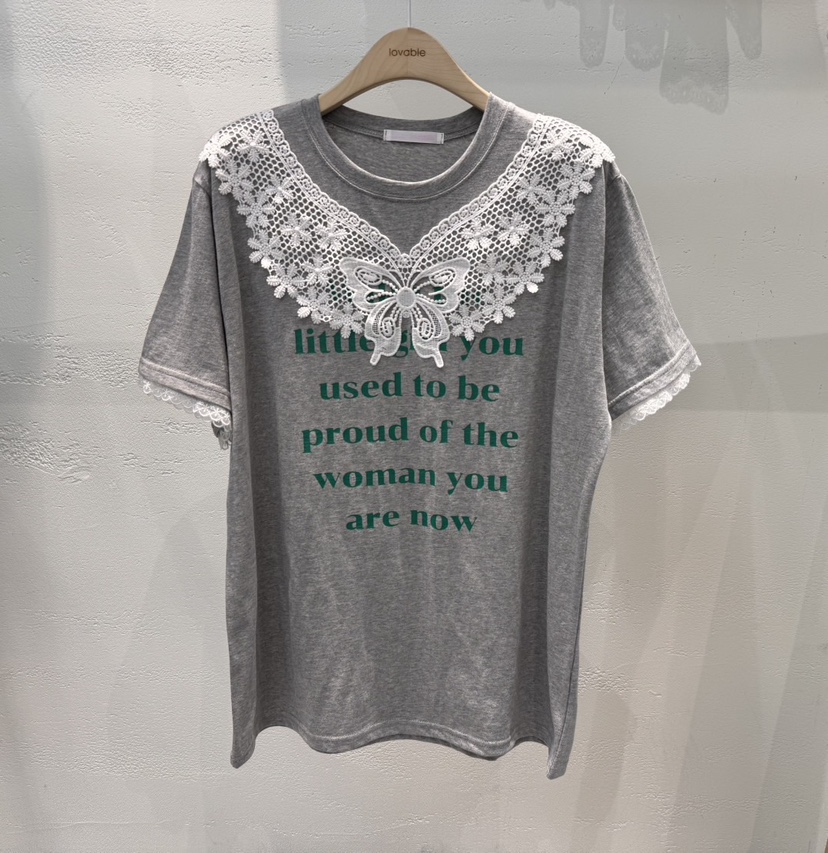 lovable
little you
used to be
proud of the
woman you
are now